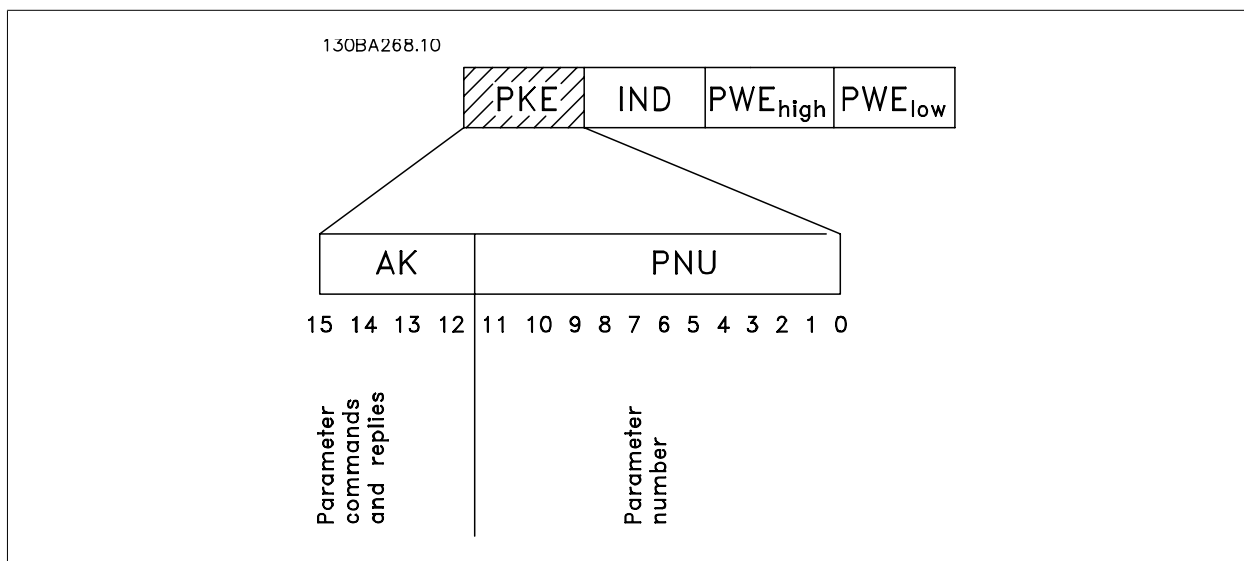 130BA268.10
PKE IND PWEhigh PWElow
AK PNU
15 14 13 12 11 10 9 8 7 6 5 4 3 2 1 0
Parameter
commands
and replies
Parameter
number